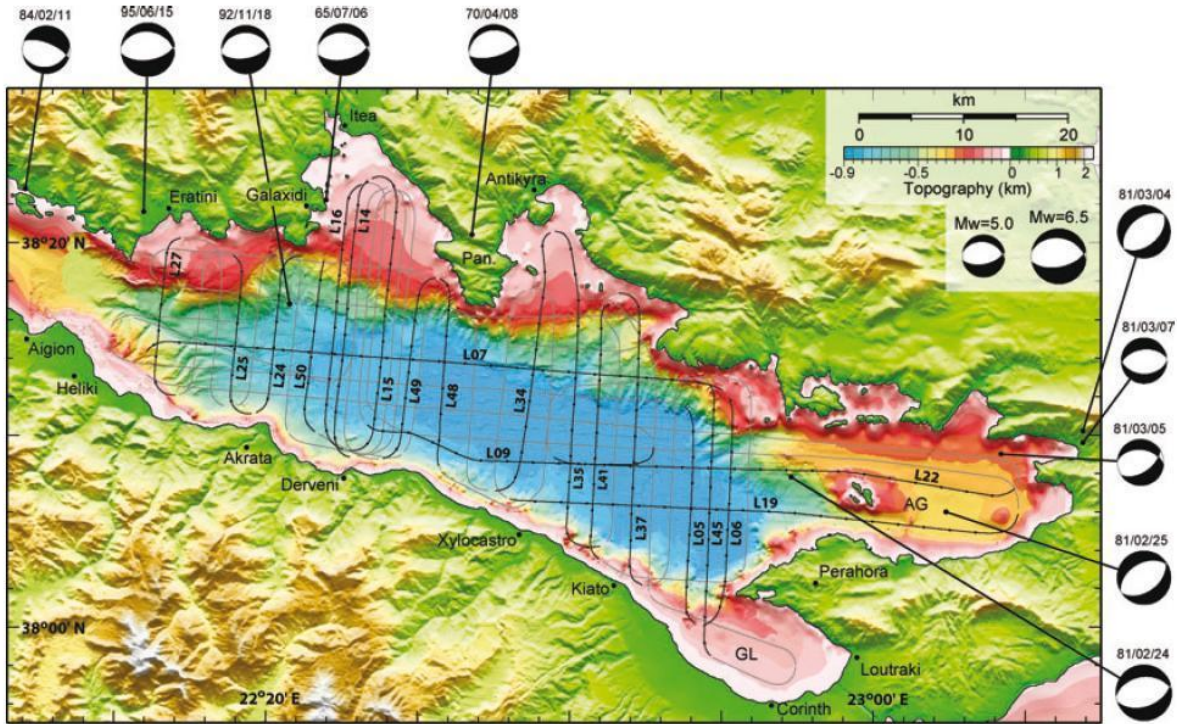 84/02/11
95/06/15
92/11/18
65/07/06
70/04/08
Itea
km
0 10 20
-0.9 -0.5 0 1 2
Topography (km)
Mw=5.0
Mw=6.5
81/03/04
Antikyra
Eratini
Galaxidi
L16
L14
38°20' N
L27
Pan.
81/03/07
Aigion
Heliki
L07
L25
L24
L50
L15
L49
L48
L34
81/03/05
Akrata
Derveni
L09
L35
L41
L22
L19
AG
Xylocastro
L37
L05
L45
L06
81/02/25
Kiato
Perahora
38°00' N
GL
Loutraki
81/02/24
22°20' E
23°00 E
Corinth